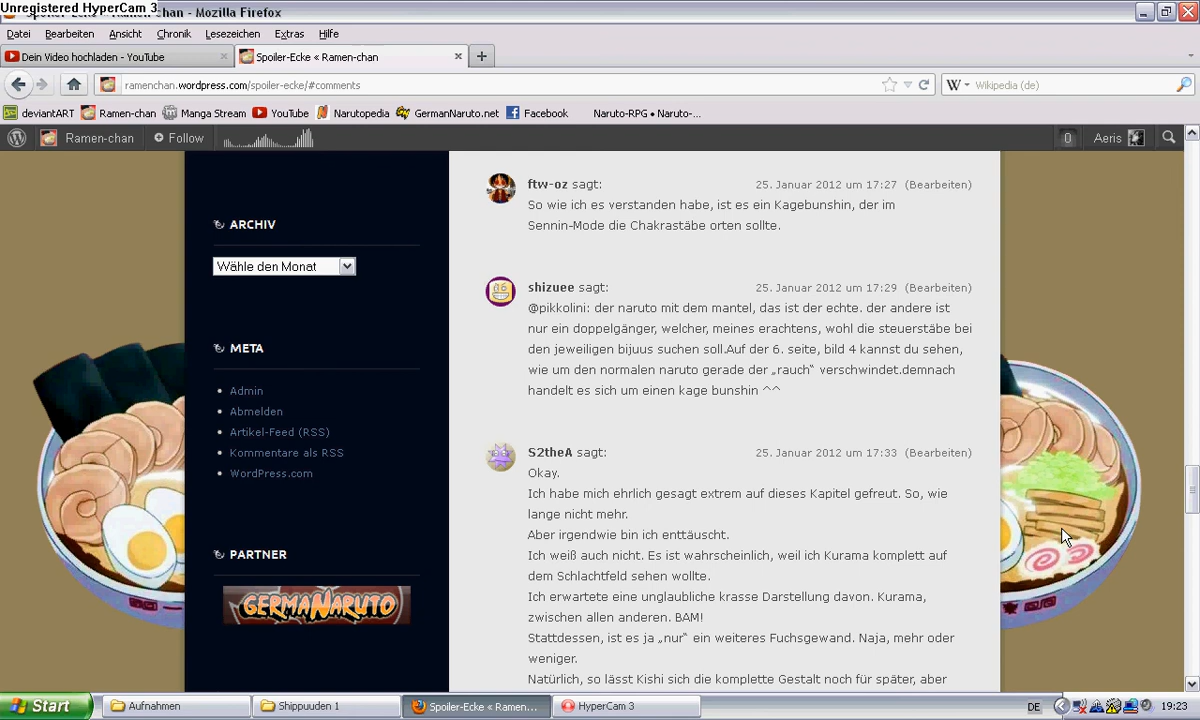 Unregistered HyperCam 3
Spoiler-Ecke « Ramen-chan - Mozilla Firefox
Datei Bearbeiten Ansicht Chronik Lesezeichen Extras Hilfe
Dein Video hochladen - YouTube
Spoiler-Ecke « Ramen-chan
ramenchan.wordpress.com/spoiler-ecke/#comments
W Wikipedia (de)
deviantART Ramen-chan Manga Stream YouTube Narutopedia GermanNaruto.net Facebook Naruto-RPG • Naruto-...
Ramen-chan Follow
0 Aeris
ARCHIV
Wähle den Monat
META
Admin
Abmelden
Artikel-Feed (RSS)
Kommentare als RSS
WordPress.com
PARTNER
GERMANARUTO
ftw-oz sagt: 25. Januar 2012 um 17:27 (Bearbeiten)
So wie ich es verstanden habe, ist es ein Kagebunshin, der im
Sennin-Mode die Chakrastäbe orten sollte.
shizuee sagt: 25. Januar 2012 um 17:29 (Bearbeiten)
@pikkolini: der naruto mit dem mantel, das ist der echte. der andere ist
nur ein doppelgänger, welcher, meines erachtens, wohl die steuerstäbe bei
den jeweiligen bijuus suchen soll.Auf der 6. seite, bild 4 kannst du sehen,
wie um den normalen naruto gerade der „rauch“ verschwindet.demnach
handelt es sich um einen kage bunshin ^^
S2theA sagt: 25. Januar 2012 um 17:33 (Bearbeiten)
Okay.
Ich habe mich ehrlich gesagt extrem auf dieses Kapitel gefreut. So, wie
lange nicht mehr.
Aber irgendwie bin ich enttäuscht.
Ich weiß auch nicht. Es ist wahrscheinlich, weil ich Kurama komplett auf
dem Schlachtfeld sehen wollte.
Ich erwartete eine unglaubliche krasse Darstellung davon. Kurama,
zwischen allen anderen. BAM!
Stattdessen, ist es ja „nur“ ein weiteres Fuchsgewand. Naja, mehr oder
weniger.
Natürlich, so lässt Kishi sich die komplette Gestalt noch für später, aber
Start Aufnahmen Shippuuden 1 Spoiler-Ecke « Ramen... HyperCam 3 DE 19:23